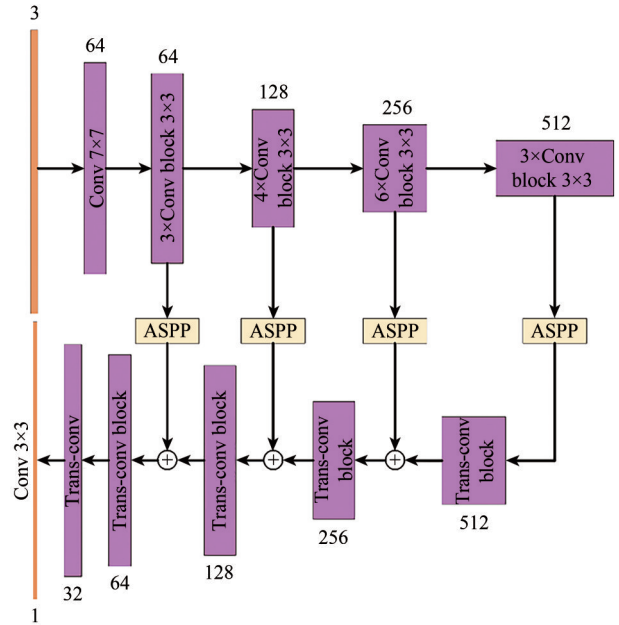 3
64
64
128
256
512
Conv 7×7
3×Conv block 3×3
4×Conv
block 3×3
6×Conv
block 3×3
3×Conv
block 3×3
ASPP
ASPP
ASPP
ASPP
Conv 3×3
Trans-conv
Trans-conv block
+
Trans-conv block
+
Trans-conv
block
+
Trans-conv
block
1
32
64
128
256
512